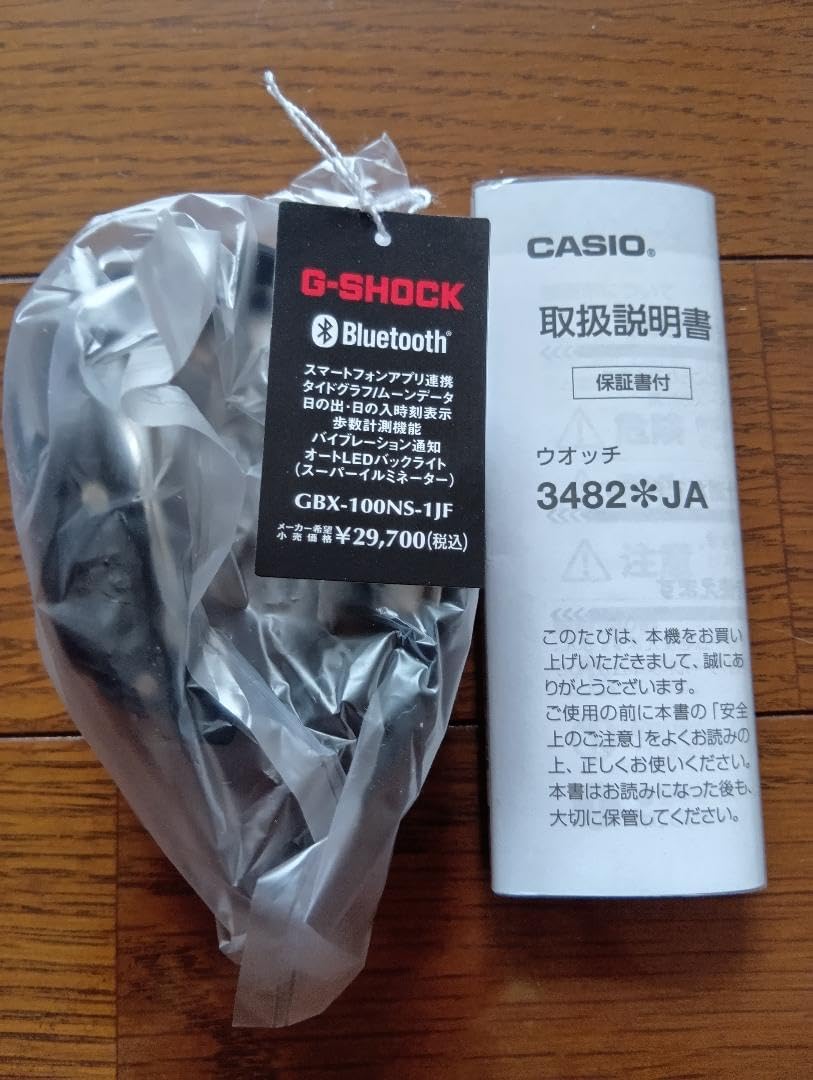 G-SHOCK
Bluetooth®
スマートフォンアプリ連携
タイドグラフ/ムーンデータ
日の出・日の入時刻表示
歩数計測機能
バイブレーション通知
オートLEDバックライト
(スーパーイルミネーター)
GBX-100NS-1JF
メーカー希望小売価格 ¥29,700(税込)
CASIO®
取扱説明書
保証書付
ウオッチ
3482✻JA
このたびは、本機をお買い
上げいただきまして、誠にあ
りがとうございます。
ご使用の前に本書の「安全
上のご注意」をよくお読みの
上、正しくお使いください。
本書はお読みになった後も、
大切に保管してください。